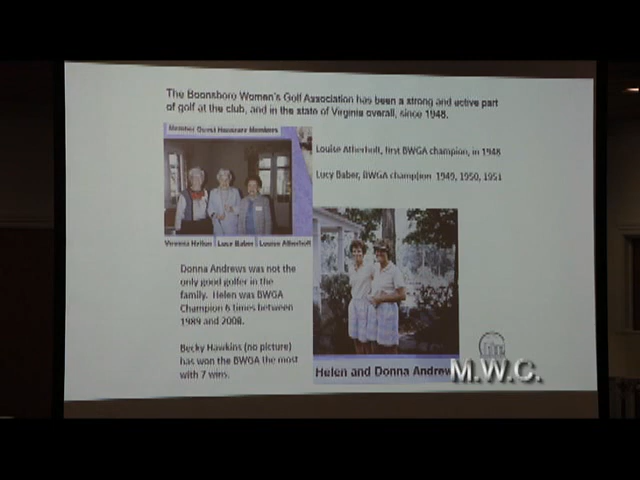 The Boonsboro Women's Golf Association has been a strong and active part
of golf at the club, and in the state of Virginia overall, since 1948.
Member Guest Honorary Members
Louise Atherholt, first BWGA champion, in 1948
Lucy Baber, BWGA chamption 1949, 1950, 1951
Lucy Baber
Louise Atherholt
Donna Andrews was not the
only good golfer in the
family. Helen was BWGA
Champion 6 times between
1989 and 2008.
Becky Hawkins (no picture)
has won the BWGA the most
with 7 wins.
Helen and Donna Andrew
M.W.C.